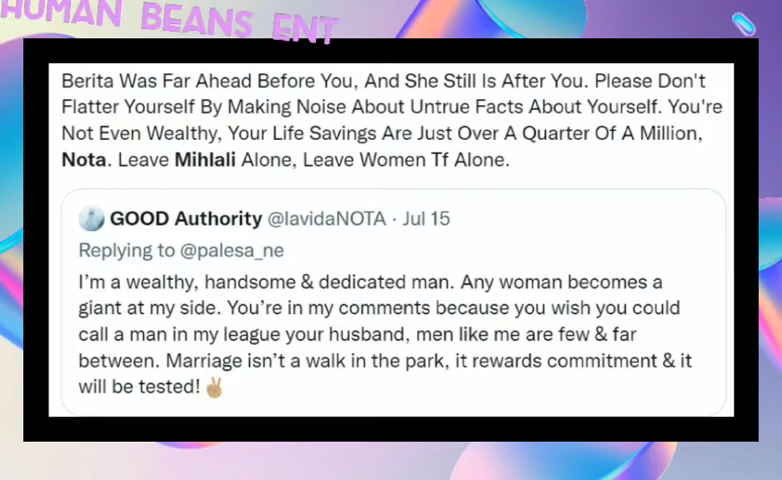 HUMAN BEANS ENT
Berita Was Far Ahead Before You, And She Still Is After You. Please Don't
Flatter Yourself By Making Noise About Untrue Facts About Yourself. You're
Not Even Wealthy, Your Life Savings Are Just Over A Quarter Of A Million,
Nota. Leave Mihlali Alone, Leave Women Tf Alone.
GOOD Authority @lavidaNOTA · Jul 15
Replying to @palesa_ne
I'm a wealthy, handsome & dedicated man. Any woman becomes a
giant at my side. You're in my comments because you wish you could
call a man in my league your husband, men like me are few & far
between. Marriage isn't a walk in the park, it rewards commitment & it
will be tested! ✌🏽